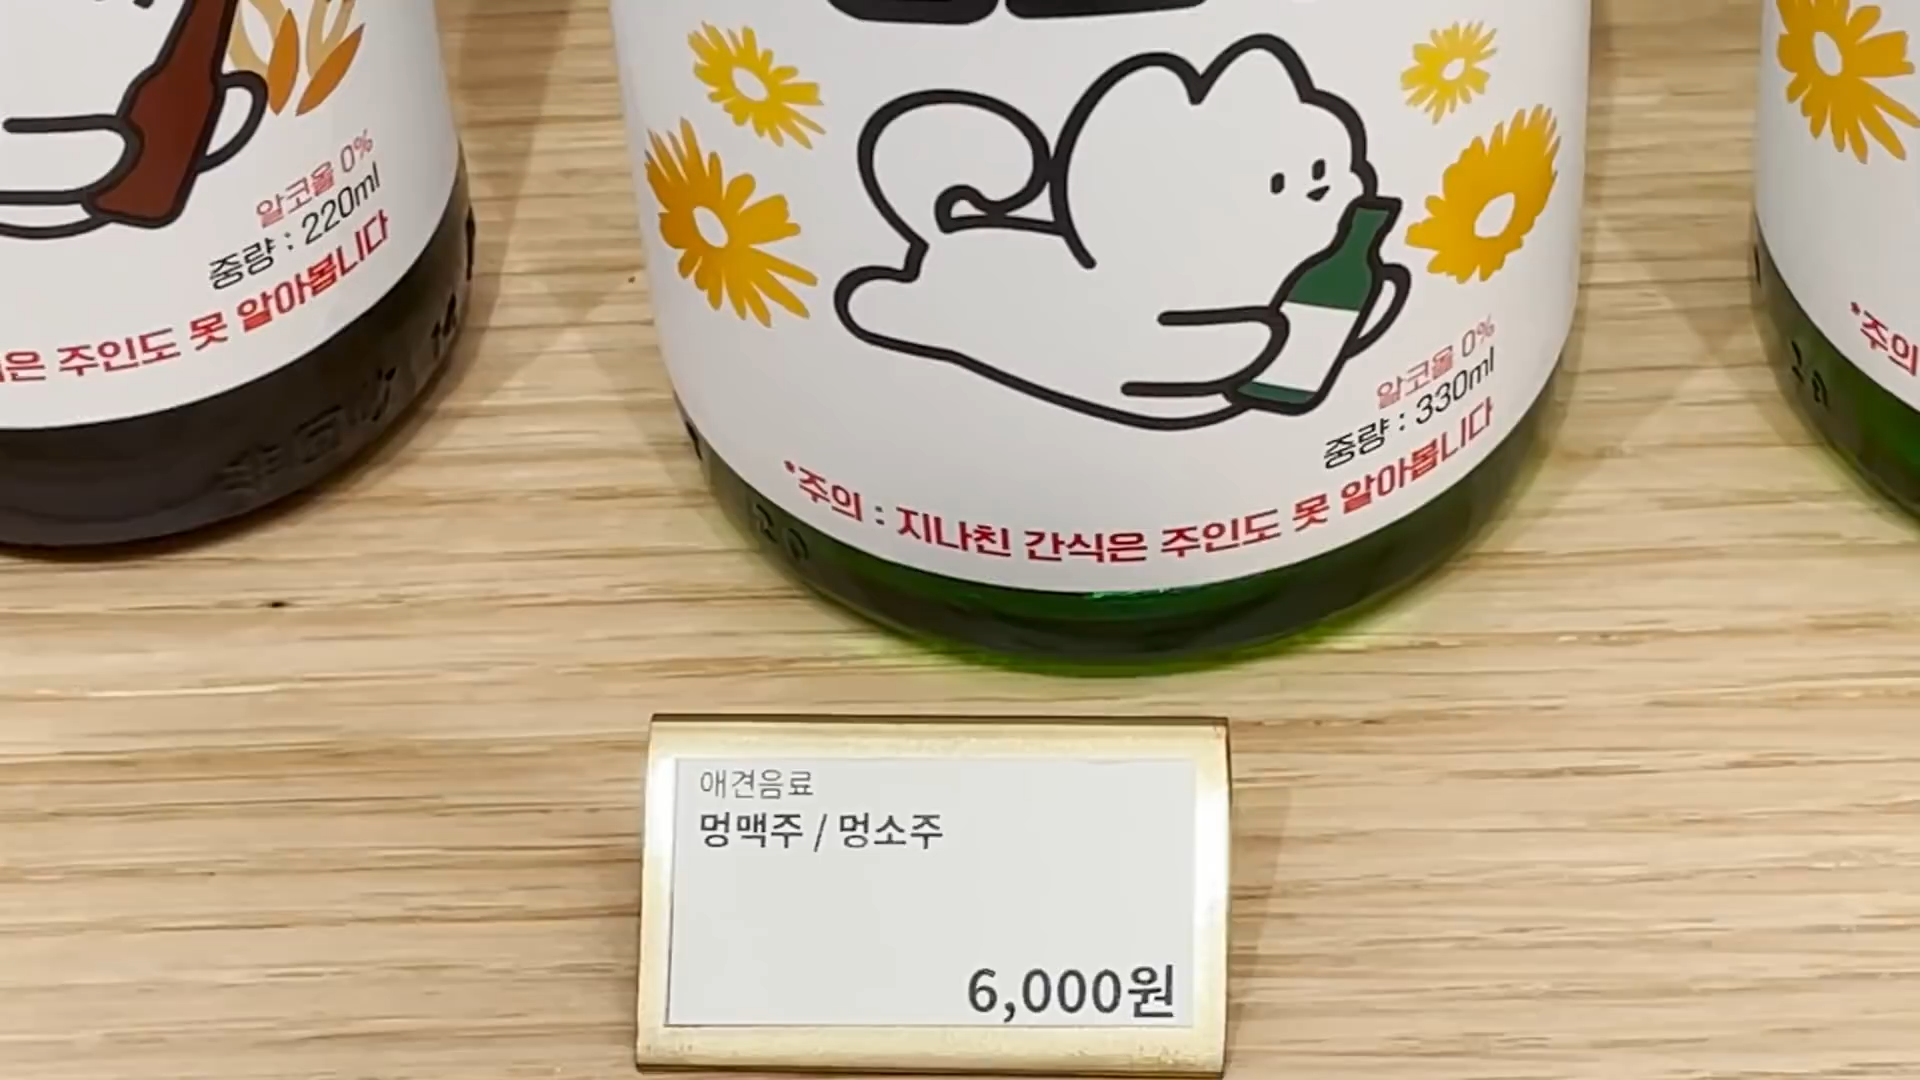 알코올 0%
중량 : 220ml
은 주인도 못 알아봅니다
알코올 0%
중량 : 330ml
*주의 : 지나친 간식은 주인도 못 알아봅니다
*주의
애견음료
멍맥주 / 멍소주
6,000원